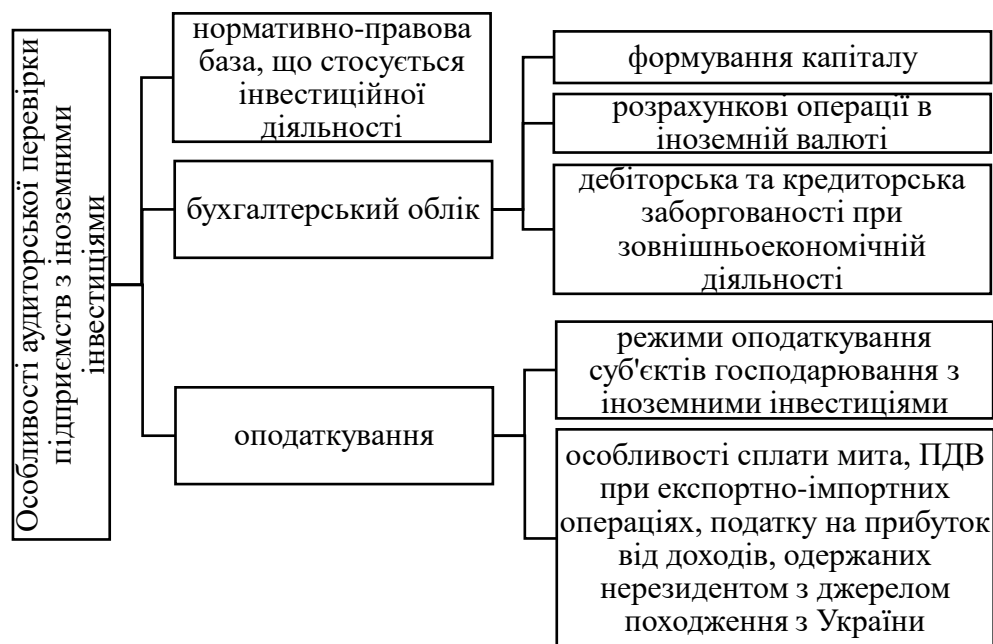 Особливості аудиторської перевірки
підприємств з іноземними
інвестиціями
нормативно-правова
база, що стосується
інвестиційної
діяльності
бухгалтерський облік
формування капіталу
розрахункові операції в
іноземній валюті
дебіторська та кредиторська
заборгованості при
зовнішньоекономічній
діяльності
оподаткування
режими оподаткування
суб'єктів господарювання з
іноземними інвестиціями
особливості сплати мита, ПДВ
при експортно-імпортних
операціях, податку на прибуток
від доходів, одержаних
нерезидентом з джерелом
походження з України